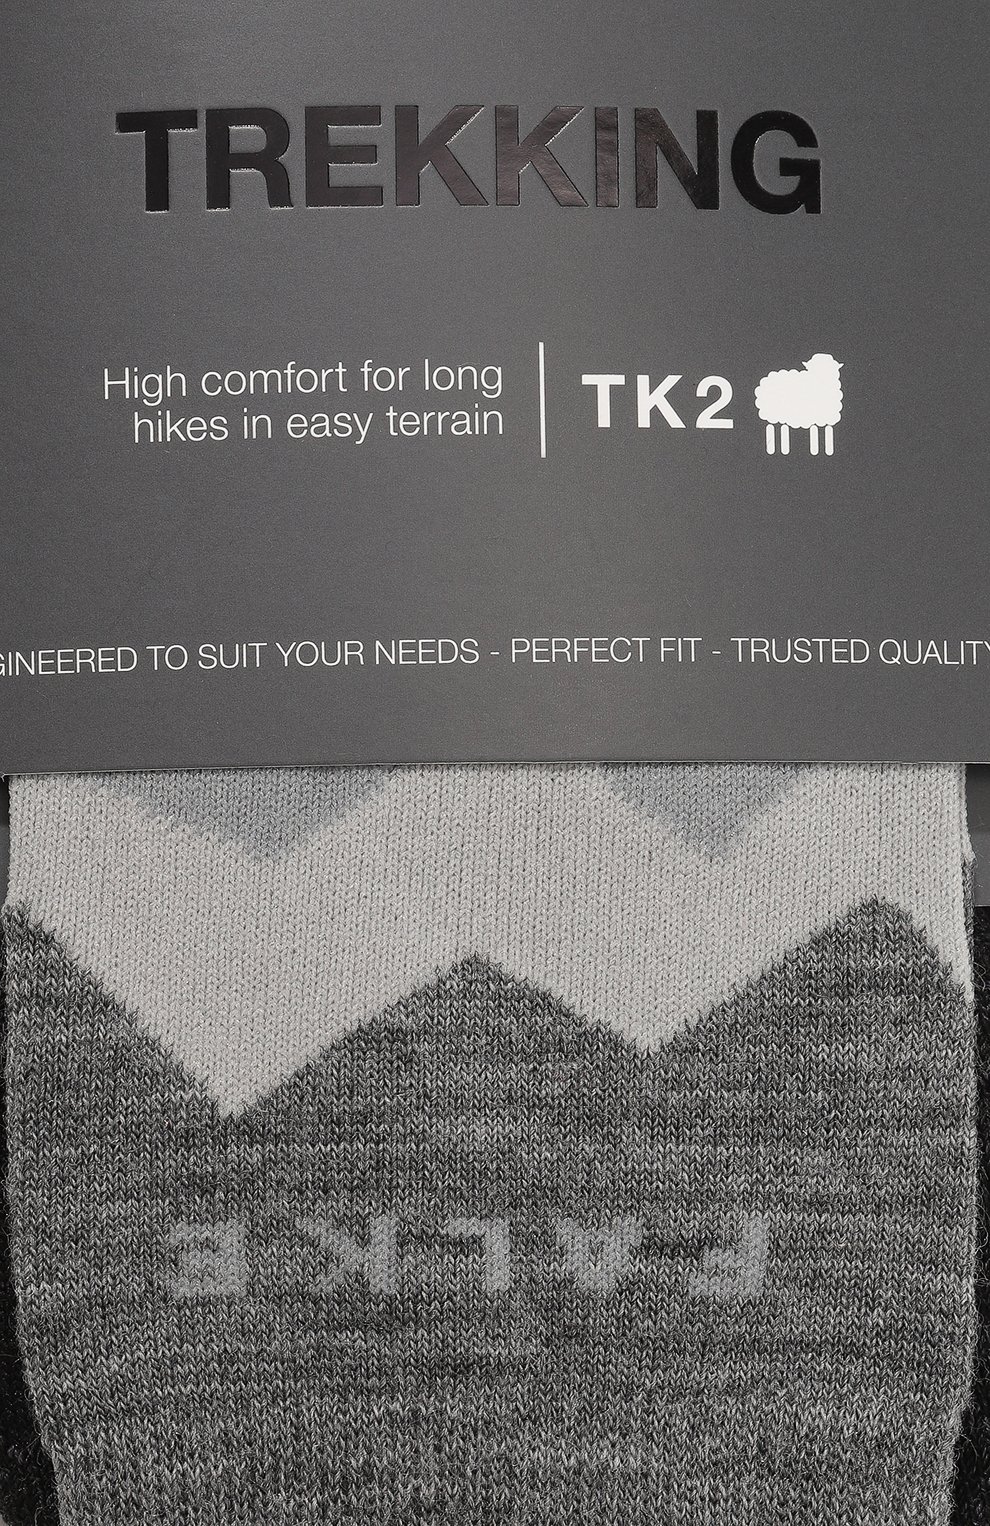 TREKKING
High comfort for long
hikes in easy terrain
TK2
GINEERED TO SUIT YOUR NEEDS - PERFECT FIT - TRUSTED QUALITY
FALKE